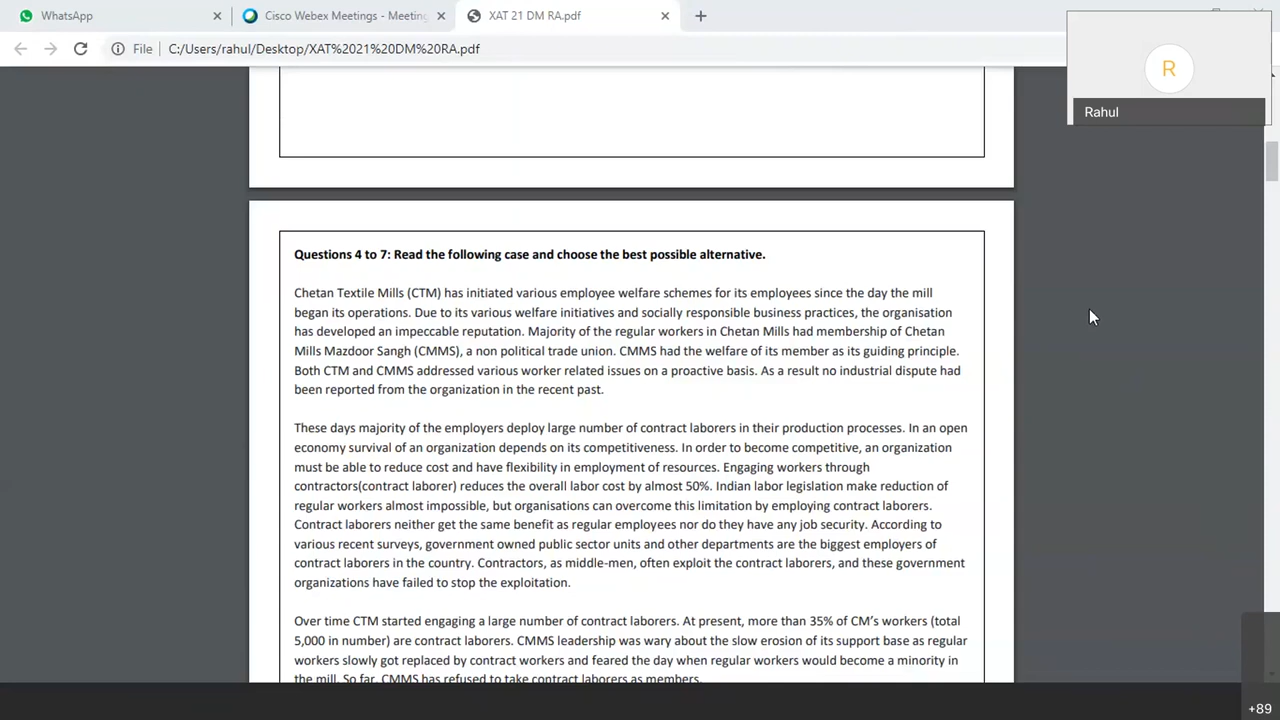 WhatsApp
Cisco Webex Meetings - Meeting
XAT 21 DM RA.pdf
File
C:/Users/rahul/Desktop/XAT%2021%20DM%20RA.pdf
R
Rahul
Questions 4 to 7: Read the following case and choose the best possible alternative.
Chetan Textile Mills (CTM) has initiated various employee welfare schemes for its employees since the day the mill
began its operations. Due to its various welfare initiatives and socially responsible business practices, the organisation
has developed an impeccable reputation. Majority of the regular workers in Chetan Mills had membership of Chetan
Mills Mazdoor Sangh (CMMS), a non political trade union. CMMS had the welfare of its member as its guiding principle.
Both CTM and CMMS addressed various worker related issues on a proactive basis. As a result no industrial dispute had
been reported from the organization in the recent past.
These days majority of the employers deploy large number of contract laborers in their production processes. In an open
economy survival of an organization depends on its competitiveness. In order to become competitive, an organization
must be able to reduce cost and have flexibility in employment of resources. Engaging workers through
contractors(contract laborer) reduces the overall labor cost by almost 50%. Indian labor legislation make reduction of
regular workers almost impossible, but organisations can overcome this limitation by employing contract laborers.
Contract laborers neither get the same benefit as regular employees nor do they have any job security. According to
various recent surveys, government owned public sector units and other departments are the biggest employers of
contract laborers in the country. Contractors, as middle-men, often exploit the contract laborers, and these government
organizations have failed to stop the exploitation.
Over time CTM started engaging a large number of contract laborers. At present, more than 35% of CM's workers (total
5,000 in number) are contract laborers. CMMS leadership was wary about the slow erosion of its support base as regular
workers slowly got replaced by contract workers and feared the day when regular workers would become a minority in
the mill. So far, CMMS has refused to take contract laborers as members.
+89